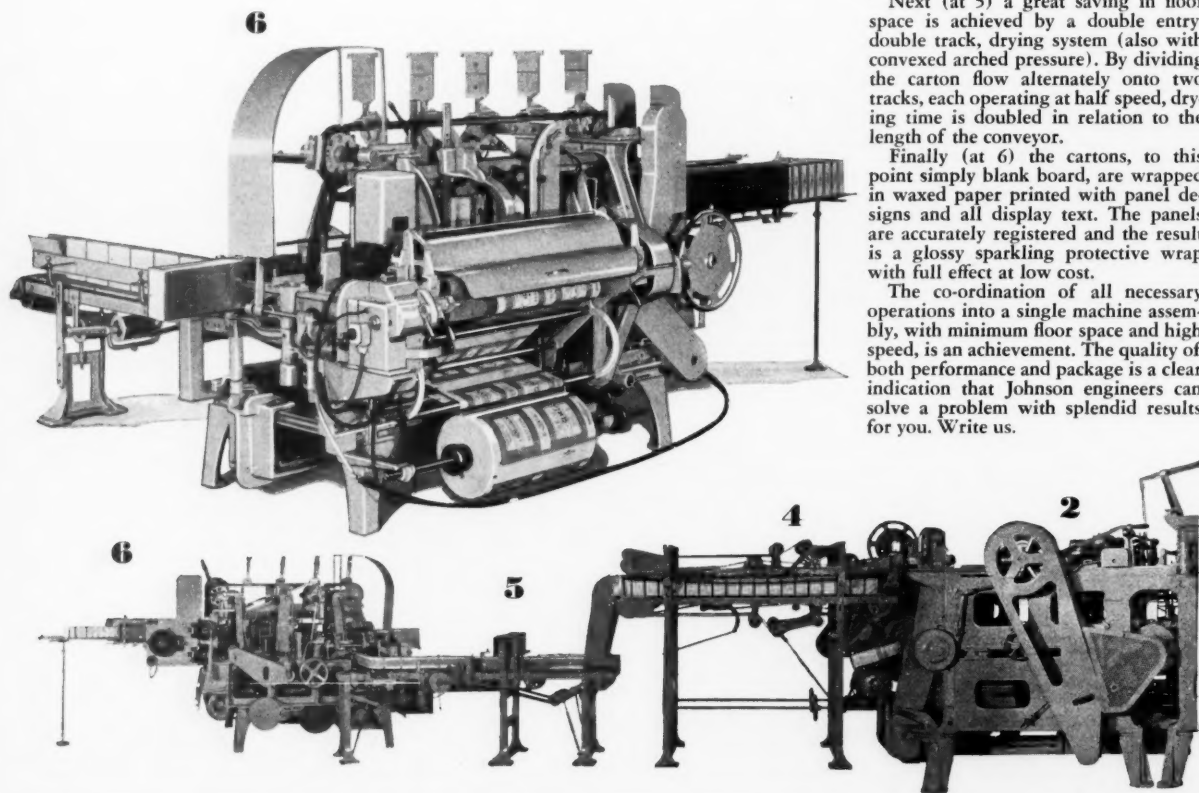 6
Next (at 5) a great saving in floor
space is achieved by a double entry,
double track, drying system (also with
convexed arched pressure). By dividing
the carton flow alternately onto two
tracks, each operating at half speed, dry-
ing time is doubled in relation to the
length of the conveyor.
Finally (at 6) the cartons, to this
point simply blank board, are wrapped
in waxed paper printed with panel de-
signs and all display text. The panels
are accurately registered and the result
is a glossy sparkling protective wrap
with full effect at low cost.
The co-ordination of all necessary
operations into a single machine assem-
bly, with minimum floor space and high
speed, is an achievement. The quality of
both performance and package is a clear
indication that Johnson engineers can
solve a problem with splendid results
for you. Write us.
6
5
4
2